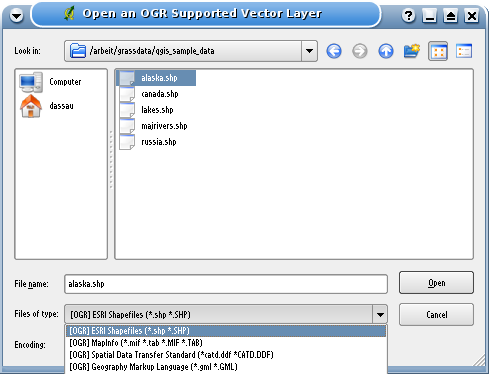 Open an OGR Supported Vector Layer
Look in: /arbeit/grassdata/qgis_sample_data
Computer
dassau
alaska.shp
canada.shp
lakes.shp
majrivers.shp
russia.shp
File name: alaska.shp Open
Files of type: [OGR] ESRI Shapefiles (*.shp *.SHP) Cancel
[OGR] ESRI Shapefiles (*.shp *.SHP)
Encoding: [OGR] MapInfo (*.mif *.tab *.MIF *.TAB)
[OGR] Spatial Data Transfer Standard (*catd.ddf *CATD.DDF)
[OGR] Geography Markup Language (*.gml *.GML)